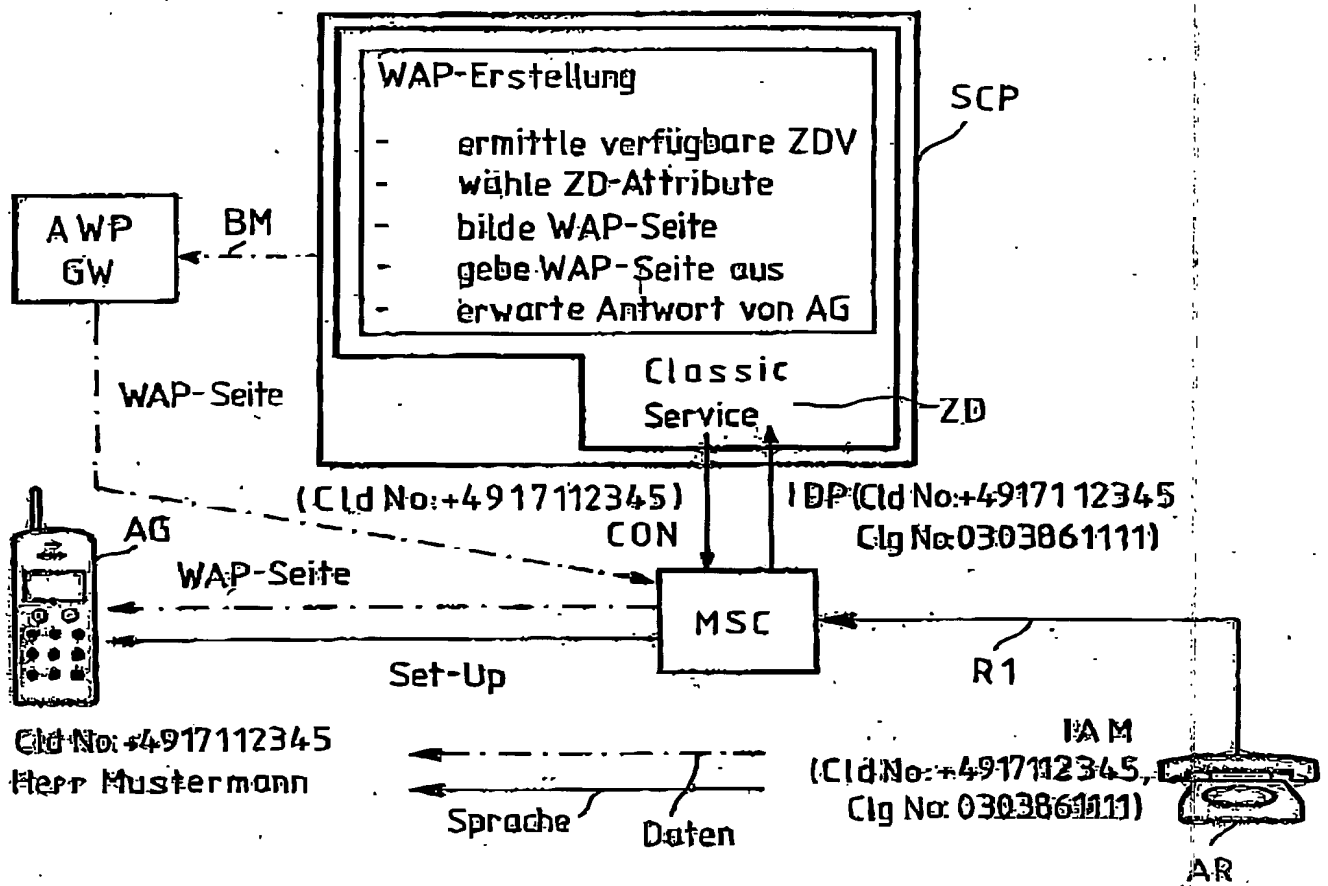 WAP-Erstellung
- ermittle verfügbare ZDV
- wähle ZD-Attribute
- bilde WAP-Seite
- gebe WAP-Seite aus
- erwarte Antwort von AG
SCP
AWP
GW
BM
Classic
Service
ZD
WAP-Seite
(Cld No:+4917112345)
CON
IDP(Cld No:+4917112345
Clg No:0303861111)
AG
WAP-Seite
MSC
Set-Up
R1
Cld No: +4917112345
Herr Mustermann
IAM
(Cld No.:+4917112345,
Clg No: 0303861111)
Sprache
Daten
AR